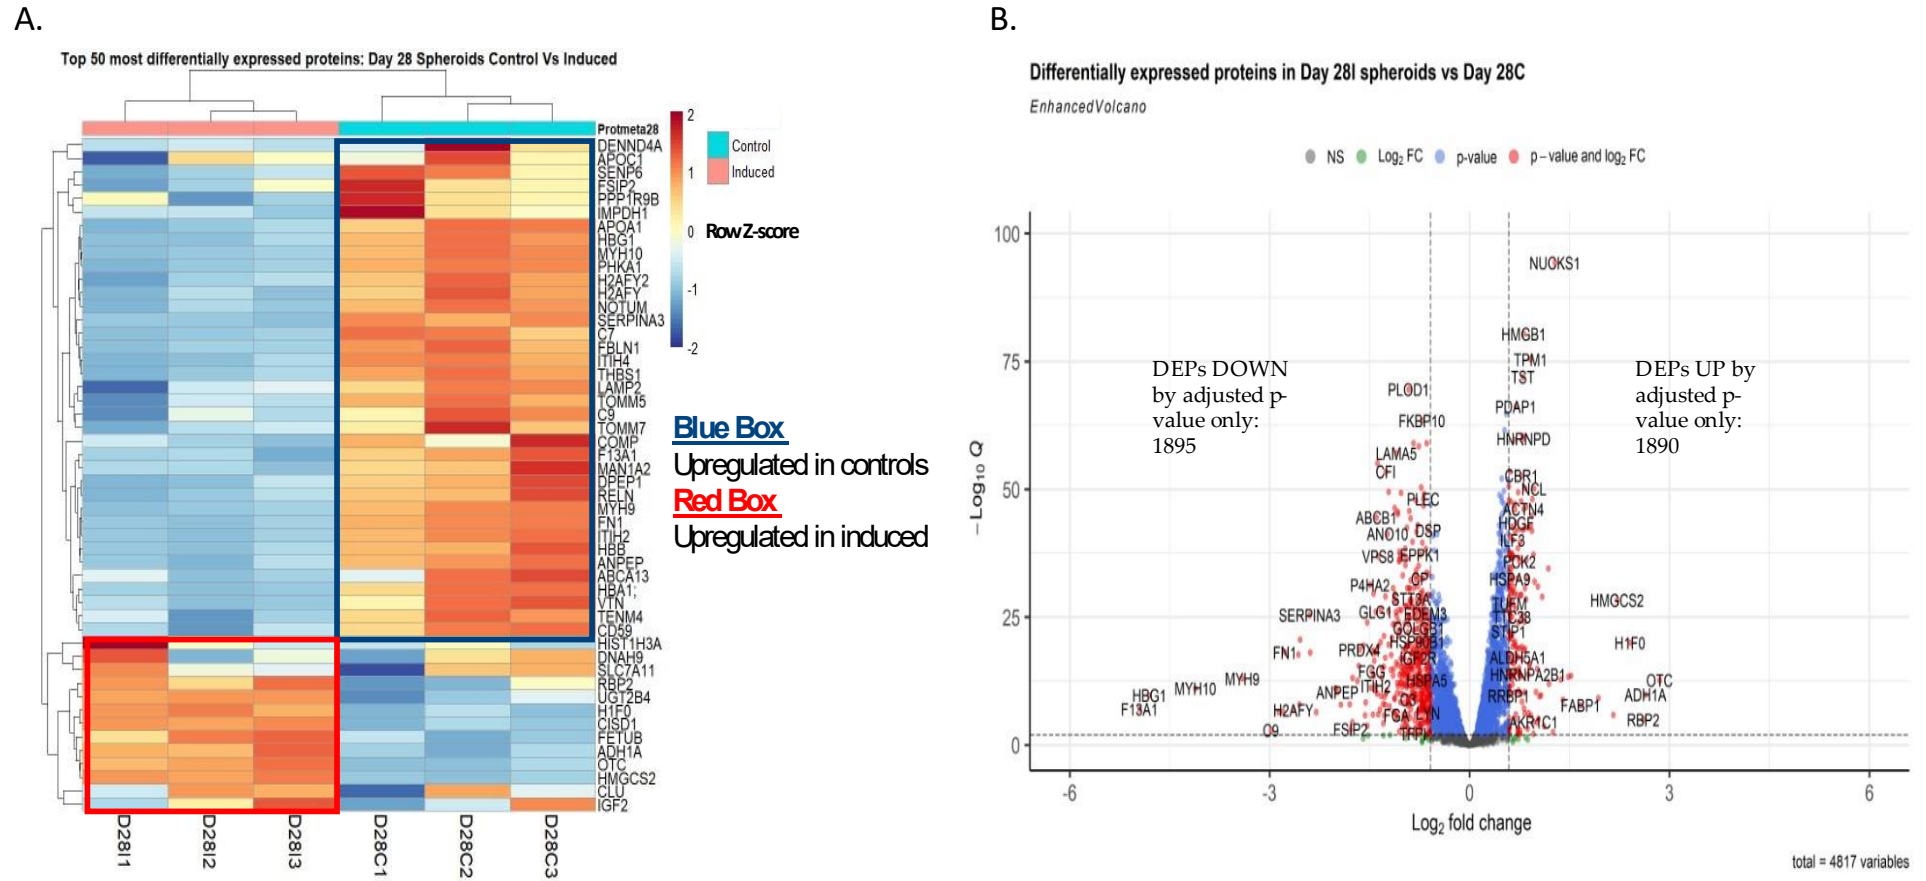 A.
Top 50 most differentially expressed proteins: Day 28 Spheroids Control Vs Induced
Protmeta28
DENND4A
APOC1
SENP6
FSIP2
PPP1R9B
IMPDH1
APOA1
HBG1
MYH10
PHKA1
H2AFY2
H2AFY
NOTUM
SERPINA3
C7
FBLN1
ITIH4
THBS1
LAMP2
TOMM5
C9
TOMM7
COMP
F13A1
MAN1A2
DPEP1
RELN
MYH9
FN1
ITIH2
HBB
ANPEP
ABCA13
HBA1;
VTN
TENM4
CD59
HIST1H3A
DNAH9
SLC7A11
RBP2
UGT2B4
H1F0
CISD1
FETUB
ADH1A
OTC
HMGCS2
CLU
IGF2
D28I1
D28I2
D28I3
D28C1
D28C2
D28C3
2
1
0
-1
-2
Control
Induced
Row Z-score
Blue Box
Upregulated in controls
Red Box
Upregulated in induced
B.
Differentially expressed proteins in Day 28I spheroids vs Day 28C
EnhancedVolcano
NS
Log2 FC
p-value
p – value and log2 FC
100
75
50
25
0
−Log10 Q
DEPs DOWN
by adjusted p-
value only:
1895
DEPs UP by
adjusted p-
value only:
1890
NUCKS1
HMGB1
TPM1
TST
PLOD1
PDAP1
FKBP10
HNRNPD
LAMA5
CFI
CBR1
NCL
PLEC
ACTN4
ABCB1
HDGF
ANO10
DSP
ILF3
VPS8
EPPK1
PCK2
CP
HSPA9
P4HA2
STT3A
TUFM
HMGCS2
SERPINA3
GLG1
EDEM3
TTC38
GOLGB1
STIP1
HSP90B1
H1F0
FN1
PRDX4
IGF2R
ALDH5A1
FGG
HNRNPA2B1
MYH9
HSPA5
OTC
MYH10
ITIH2
ANPEP
HBG1
C3
RRBP1
ADH1A
F13A1
H2AFY
FGA
LYN
FABP1
AKR1C1
RBP2
C9
FSIP2
-6
-3
0
3
6
Log2 fold change
total = 4817 variables